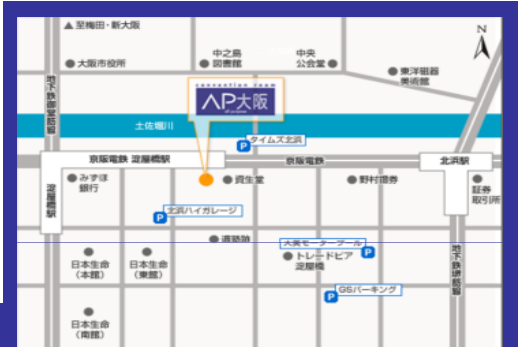 ▲至梅田・新大阪
N
大阪市役所
中之島
図書館
中央
公会堂
東洋磁器
美術館
地下鉄御堂筋線
convention room
AP大阪
土佐堀川
タイムズ北浜
P
京阪電鉄 淀屋橋駅
京阪電鉄
北浜駅
みずほ
銀行
資生堂
野村證券
証券
取引所
淀屋橋駅
北浜ハイガレージ
P
適塾跡
大美モータープール
P
日本生命
(本館)
日本生命
(東館)
トレードピア
淀屋橋
地下鉄堺筋線
GSパーキング
P
日本生命
(南館)